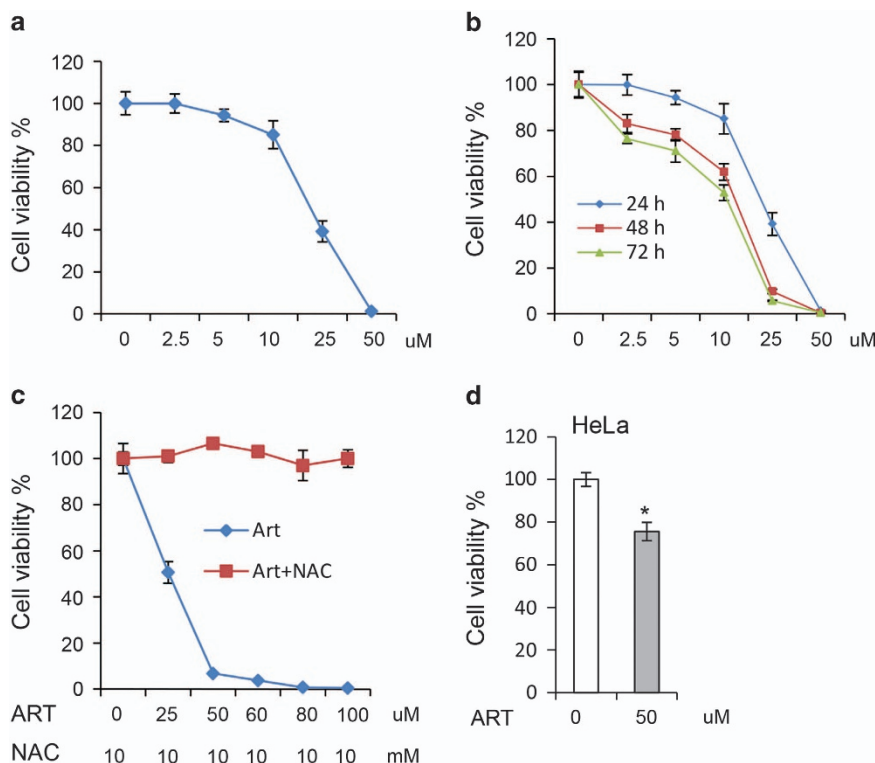 a
Cell viability %
120
100
80
60
40
20
0
0 2.5 5 10 25 50 uM
b
Cell viability %
120
100
80
60
40
20
0
24 h
48 h
72 h
0 2.5 5 10 25 50 uM
c
Cell viability %
120
100
80
60
40
20
0
Art
Art+NAC
ART 0 25 50 60 80 100 uM
NAC 10 10 10 10 10 10 mM
d
HeLa
Cell viability %
120
100
80
60
40
20
0
*
ART 0 50 uM